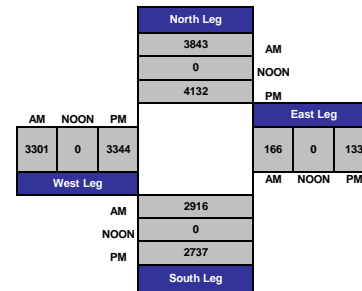 North Leg
3843 AM
0 NOON
4132 PM
AM NOON PM
East Leg
3301 0 3344
166 0 133
West Leg
AM NOON PM
AM 2916
NOON 0
PM 2737
South Leg